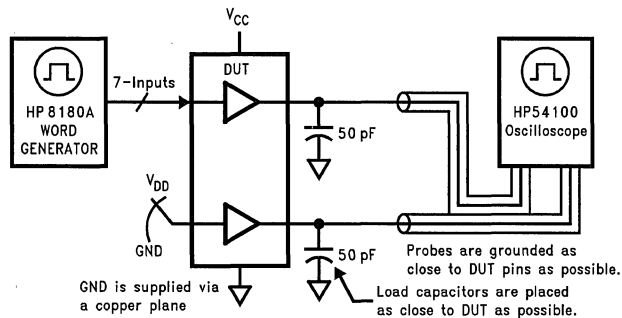 VCC
DUT
7-Inputs
HP8180A
WORD
GENERATOR
50 pF
HP54100
Oscilloscope
VDD
GND
50 pF
GND is supplied via
a copper plane
Probes are grounded as
close to DUT pins as possible.
Load capacitors are placed
as close to DUT as possible.